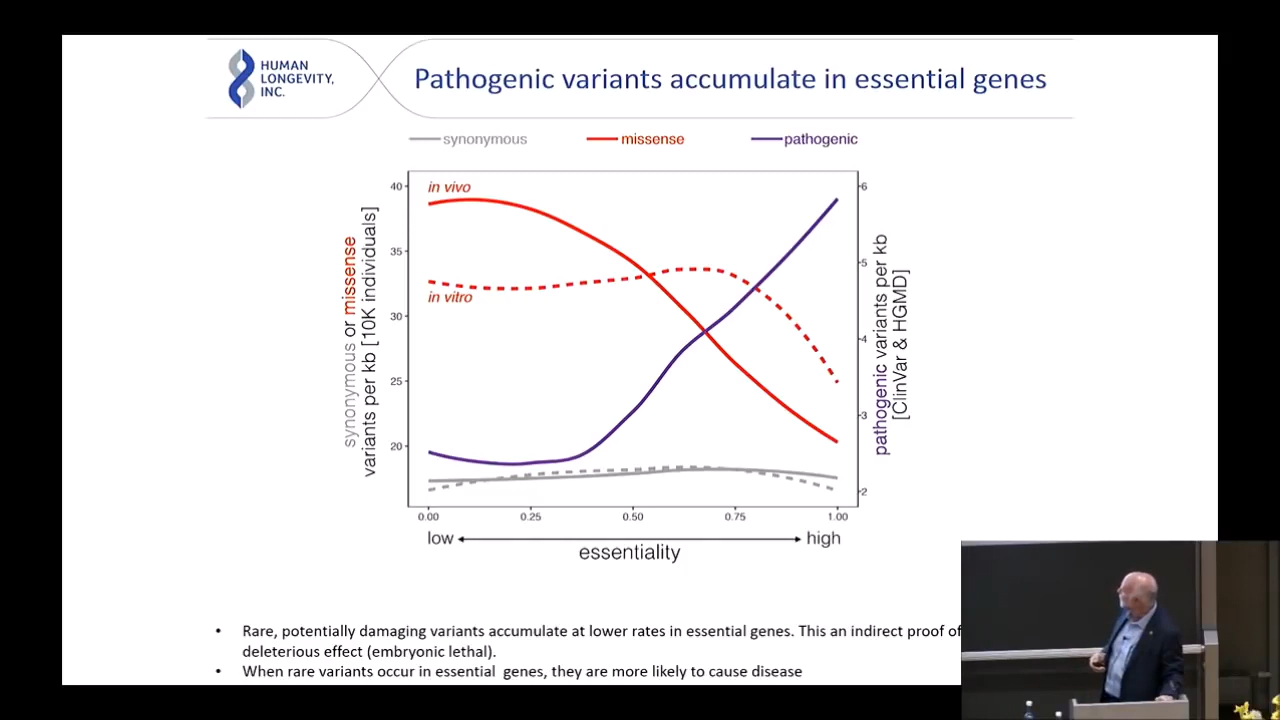 HUMAN
LONGEVITY,
INC.
Pathogenic variants accumulate in essential genes
synonymous missense pathogenic
in vivo
in vitro
synonymous or missense
variants per kb [10K individuals]
40
35
30
25
20
6
5
4
3
2
pathogenic variants per kb
[ClinVar & HGMD]
0.00 0.25 0.50 0.75 1.00
low high
essentiality
• Rare, potentially damaging variants accumulate at lower rates in essential genes. This an indirect proof of
deleterious effect (embryonic lethal).
• When rare variants occur in essential genes, they are more likely to cause disease